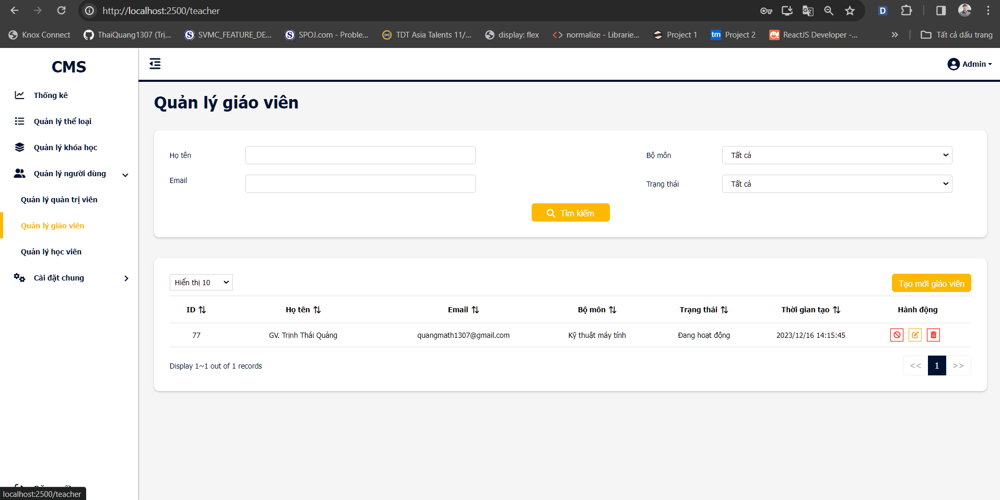 http://localhost:2500/teacher
D
Knox Connect
ThaiQuang1307 (Trị...
S SVMC_FEATURE_DE...
S SPOJ.com - Proble...
TDT Asia Talents 11/...
display: flex
<> normalize - Librarie...
Project 1
tm Project 2
ReactJS Developer -...
»
Tất cả dấu trang
CMS
Admin
Thống kê
Quản lý thể loại
Quản lý khóa học
Quản lý người dùng
Quản lý quản trị viên
Quản lý giáo viên
Quản lý học viên
Cài đặt chung
localhost:2500/teacher
Quản lý giáo viên
Họ tên
Bộ môn
Tất cả
Email
Trạng thái
Tất cả
Tìm kiếm
Hiển thị 10
Tạo mới giáo viên
ID Họ tên Email Bộ môn Trạng thái Thời gian tạo Hành động
77 GV. Trịnh Thái Quảng quangmath1307@gmail.com Kỹ thuật máy tính Đang hoạt động 2023/12/16 14:15:45
Display 1~1 out of 1 records
<< 1 >>